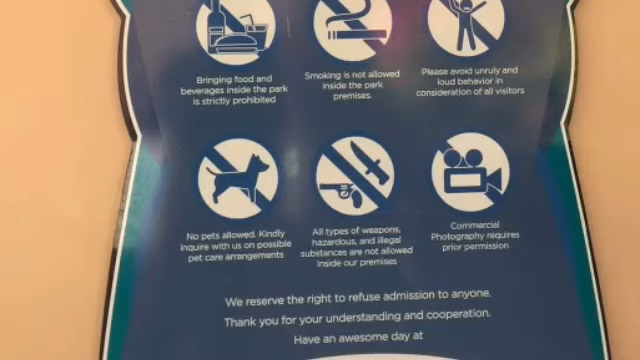 Bringing food and
beverages inside the park
is strictly prohibited
Smoking is not allowed
inside the park
premises.
Please avoid unruly and
loud behavior in
consideration of all visitors
No pets allowed. Kindly
inquire with us on possible
pet care arrangements
All types of weapons,
hazardous, and illegal
substances are not allowed
inside our premises
Commercial
Photography requires
prior permission
We reserve the right to refuse admission to anyone.
Thank you for your understanding and cooperation.
Have an awesome day at